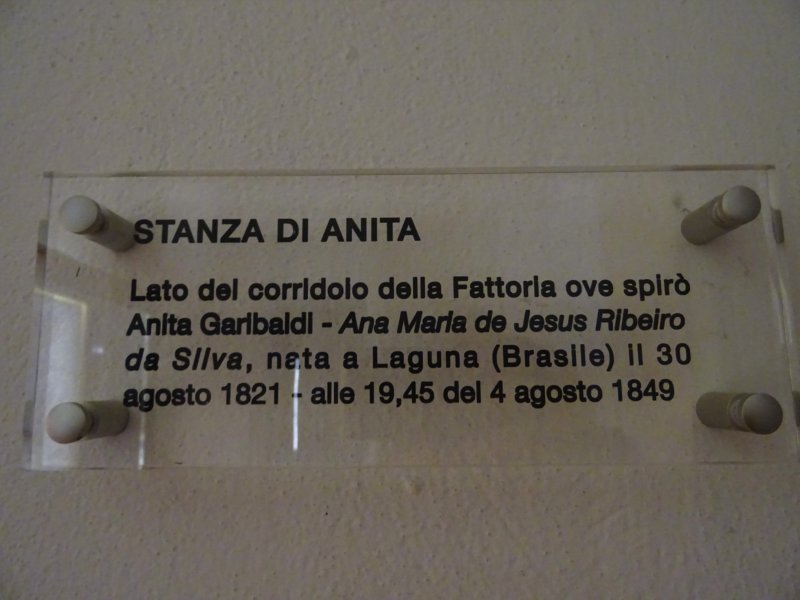 STANZA DI ANITA
Lato del corridoio della Fattoria ove spirò
Anita Garibaldi - Ana Maria de Jesus Ribeiro
da Silva, nata a Laguna (Brasile) il 30
agosto 1821 - alle 19,45 del 4 agosto 1849